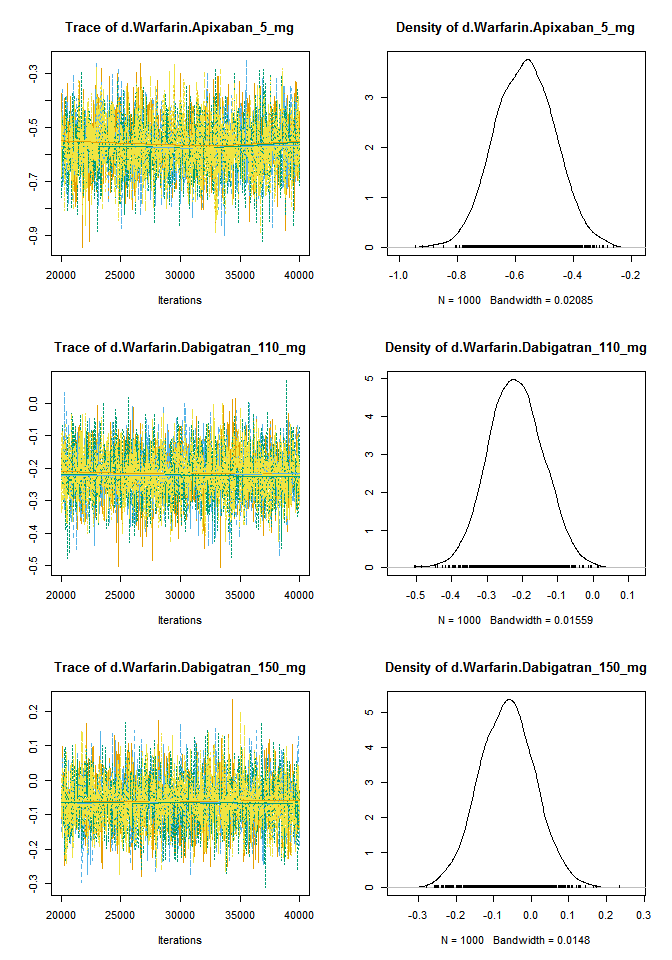 Trace of d.Warfarin.Apixaban_5_mg
-0.3
-0.5
-0.7
-0.9
20000 25000 30000 35000 40000
Iterations
Density of d.Warfarin.Apixaban_5_mg
3
2
1
0
-1.0 -0.8 -0.6 -0.4 -0.2
N = 1000 Bandwidth = 0.02085
Trace of d.Warfarin.Dabigatran_110_mg
0.0
-0.1
-0.2
-0.3
-0.4
-0.5
20000 25000 30000 35000 40000
Iterations
Density of d.Warfarin.Dabigatran_110_mg
5
4
3
2
1
0
-0.5 -0.4 -0.3 -0.2 -0.1 0.0 0.1
N = 1000 Bandwidth = 0.01559
Trace of d.Warfarin.Dabigatran_150_mg
0.2
0.1
0.0
-0.1
-0.2
-0.3
20000 25000 30000 35000 40000
Iterations
Density of d.Warfarin.Dabigatran_150_mg
5
4
3
2
1
0
-0.3 -0.2 -0.1 0.0 0.1 0.2 0.3
N = 1000 Bandwidth = 0.0148